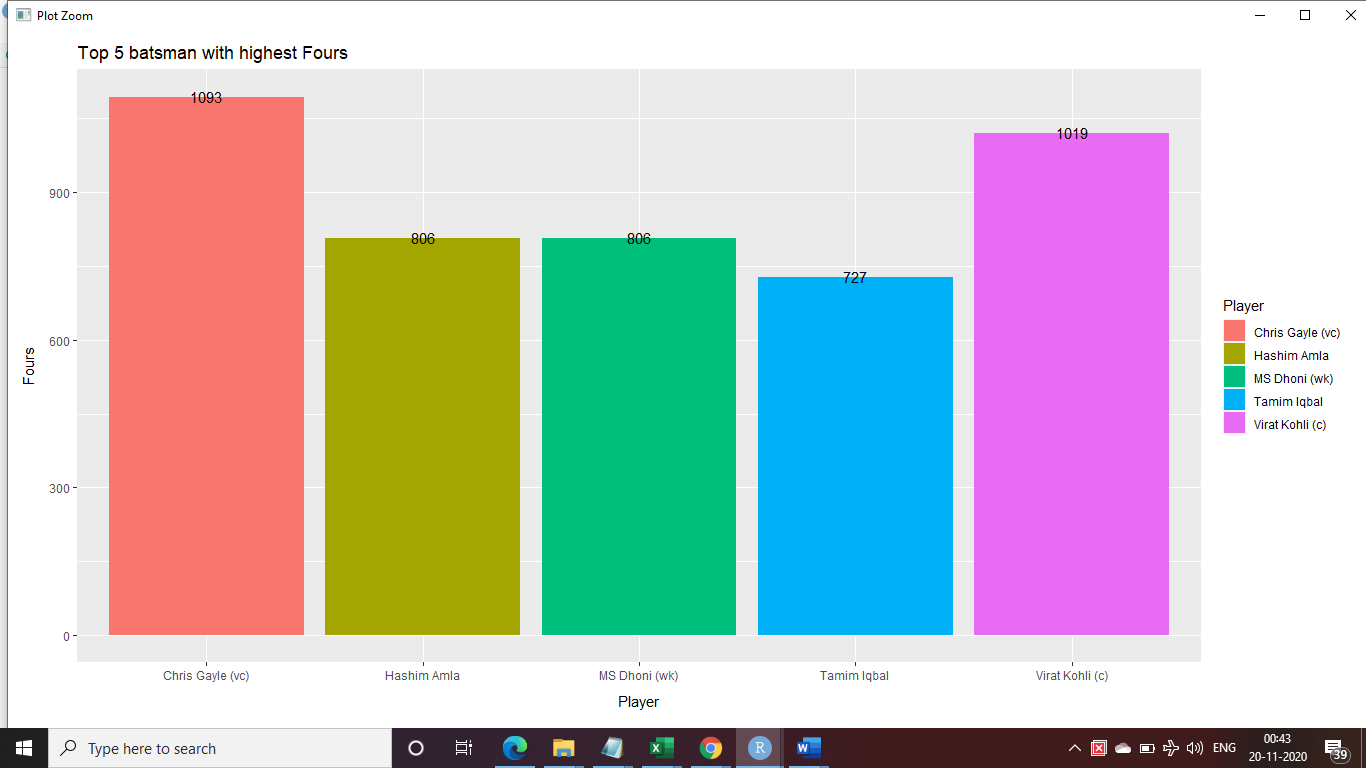 Plot Zoom
Top 5 batsman with highest Fours
1093
1019
806
806
727
900
600
300
0
Fours
Chris Gayle (vc)
Hashim Amla
MS Dhoni (wk)
Tamim Iqbal
Virat Kohli (c)
Player
Player
Chris Gayle (vc)
Hashim Amla
MS Dhoni (wk)
Tamim Iqbal
Virat Kohli (c)
Type here to search
R
W
ENG
00:43
20-11-2020
39